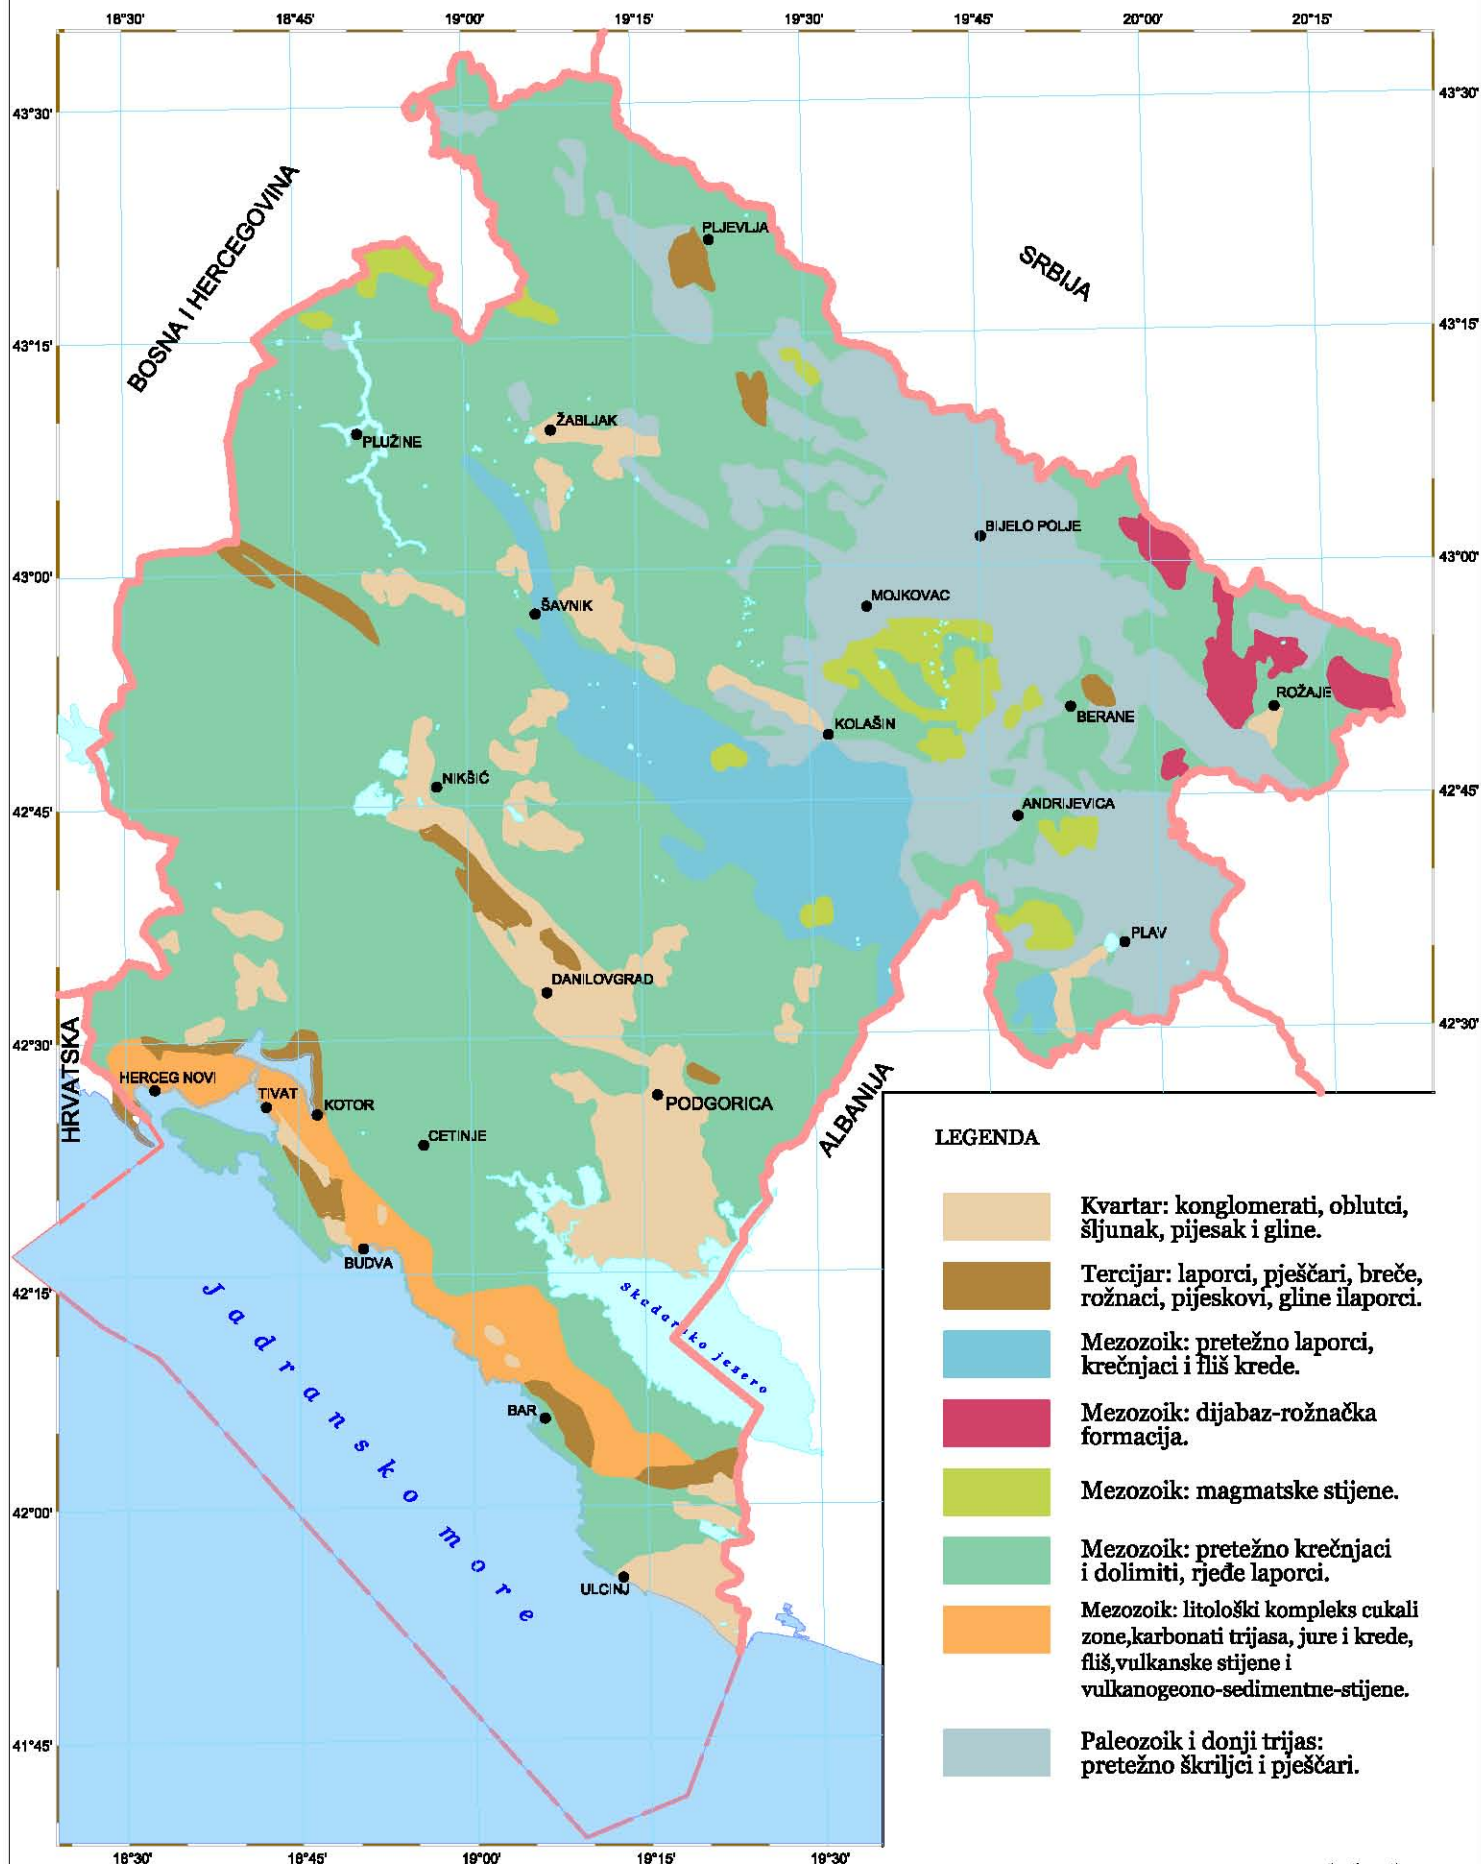 18°30' 18°45' 19°00' 19°15' 19°30' 19°45' 20°00' 20°15'
43°30' 43°30'
BOSNA I HERCEGOVINA
SRBIJA
PLJEVLJA
43°15' 43°15'
ŽABLJAK
PLUŽINE
BIJELO POLJE
43°00' 43°00'
MOJKOVAC
ŠAVNIK
ROŽAJE
BERANE
KOLAŠIN
NIKŠIĆ
42°45' 42°45'
ANDRIJEVICA
PLAV
DANILOVGRAD
42°30' 42°30'
HRVATSKA
HERCEG NOVI
TIVAT
KOTOR
PODGORICA
ALBANIJA
CETINJE
BUDVA
42°15'
Skadarsko jezero
Jadransko more
BAR
42°00'
ULCINJ
41°45'
18°30' 18°45' 19°00' 19°15' 19°30'
LEGENDA
Kvartar: konglomerati, oblutci,
šljunak, pijesak i gline.
Tercijar: laporci, pješčari, breče,
rožnaci, pijeskovi, gline ilaporci.
Mezozoik: pretežno laporci,
krečnjaci i fliš krede.
Mezozoik: dijabaz-rožnačka
formacija.
Mezozoik: magmatske stijene.
Mezozoik: pretežno krečnjaci
i dolimiti, rjeđe laporci.
Mezozoik: litološki kompleks cukali
zone,karbonati trijasa, jure i krede,
fliš,vulkanske stijene i
vulkanogeono-sedimentne-stijene.
Paleozoik i donji trijas:
pretežno škriljci i pješčari.